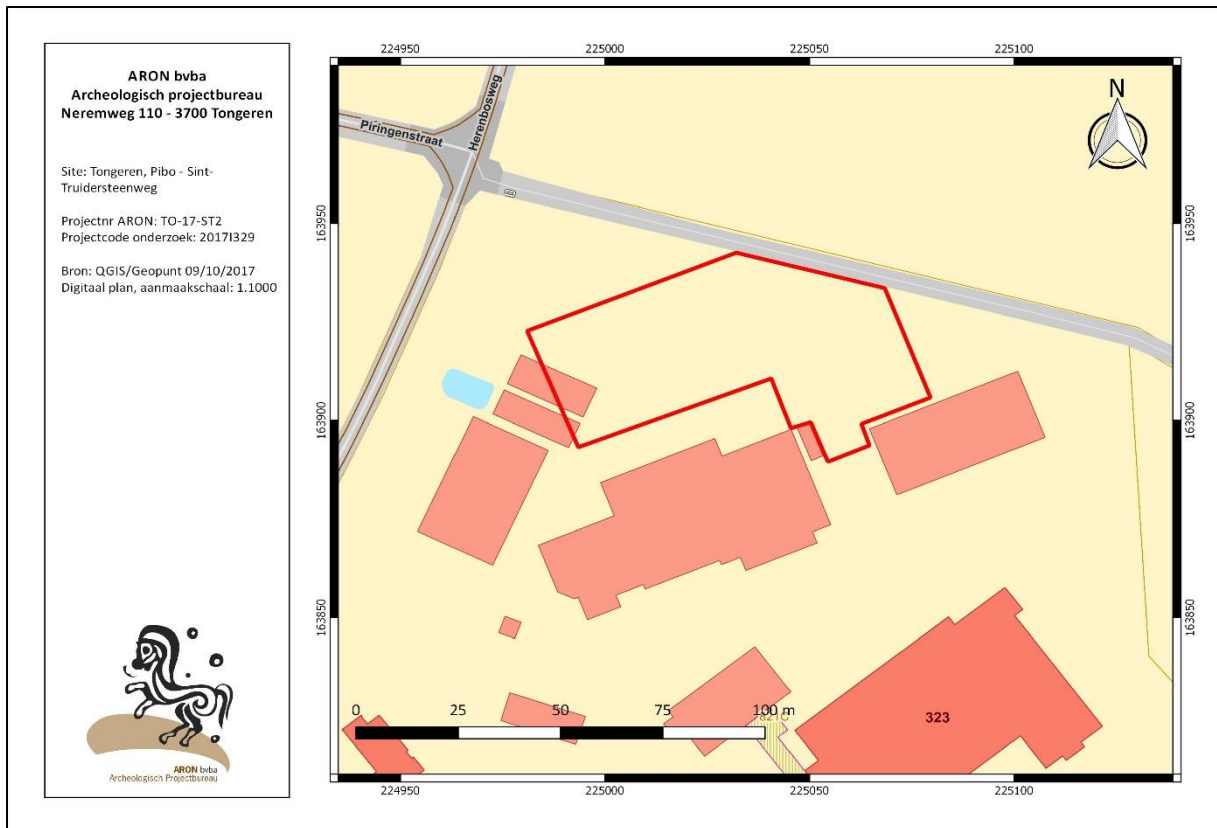 ARON bvba
Archeologisch projectbureau
Neremweg 110 - 3700 Tongeren
Site: Tongeren, Pibo - Sint-
Truidersteenweg
Projectnr ARON: TO-17-ST2
Projectcode onderzoek: 2017I329
Bron: QGIS/Geopunt 09/10/2017
Digitaal plan, aanmaakschaal: 1.1000
ARON bvba
Archeologisch Projectbureau
224950 225000 225050 225100
Piringenstraat
Herenbosweg
N
163950 163950
163900 163900
163850 163850
0 25 50 75 100 m
323
224950 225000 225050 225100